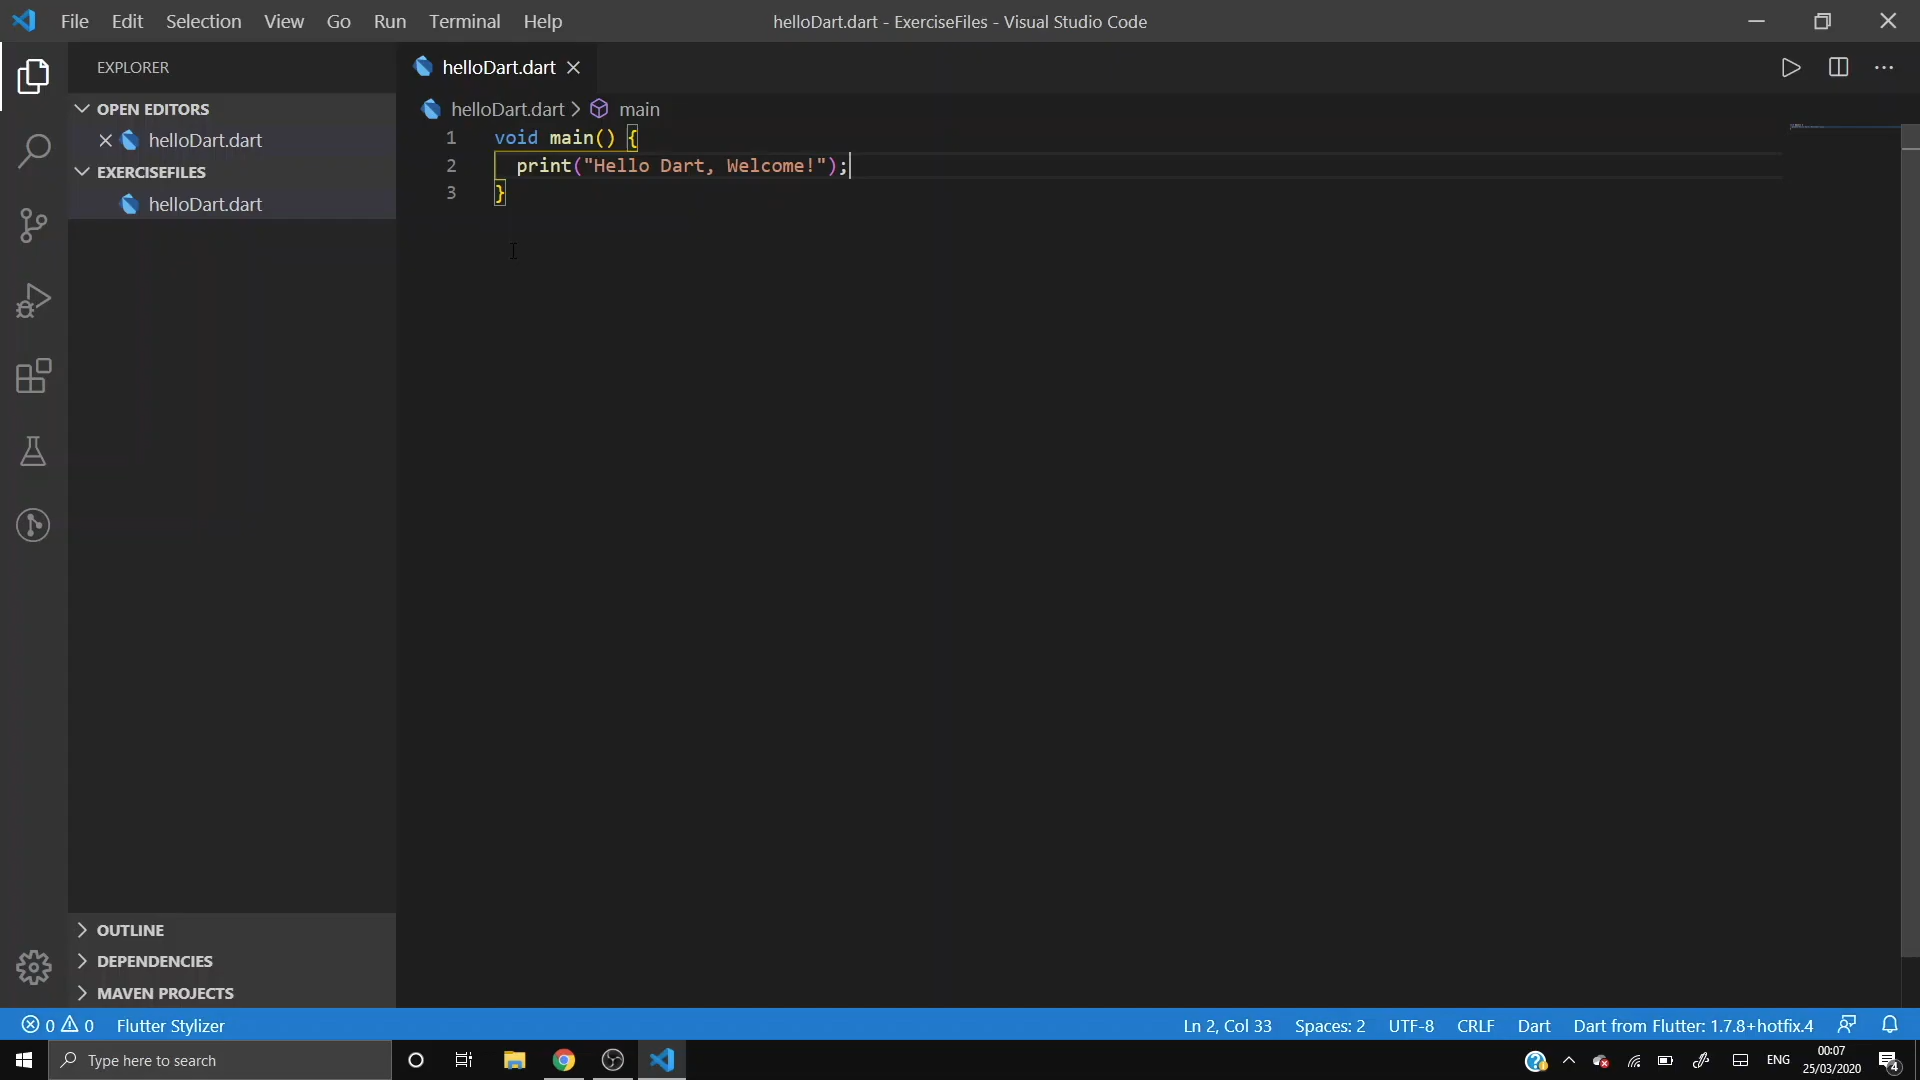 File Edit Selection View Go Run Terminal Help
helloDart.dart - ExerciseFiles - Visual Studio Code
EXPLORER
OPEN EDITORS
helloDart.dart
EXERCISEFILES
helloDart.dart
OUTLINE
DEPENDENCIES
MAVEN PROJECTS
helloDart.dart
helloDart.dart > main
1 void main() {
2   print("Hello Dart, Welcome!");
3 }
0 0 Flutter Stylizer
Ln 2, Col 33 Spaces: 2 UTF-8 CRLF Dart Dart from Flutter: 1.7.8+hotfix.4
Type here to search
ENG
00:07
25/03/2020
4